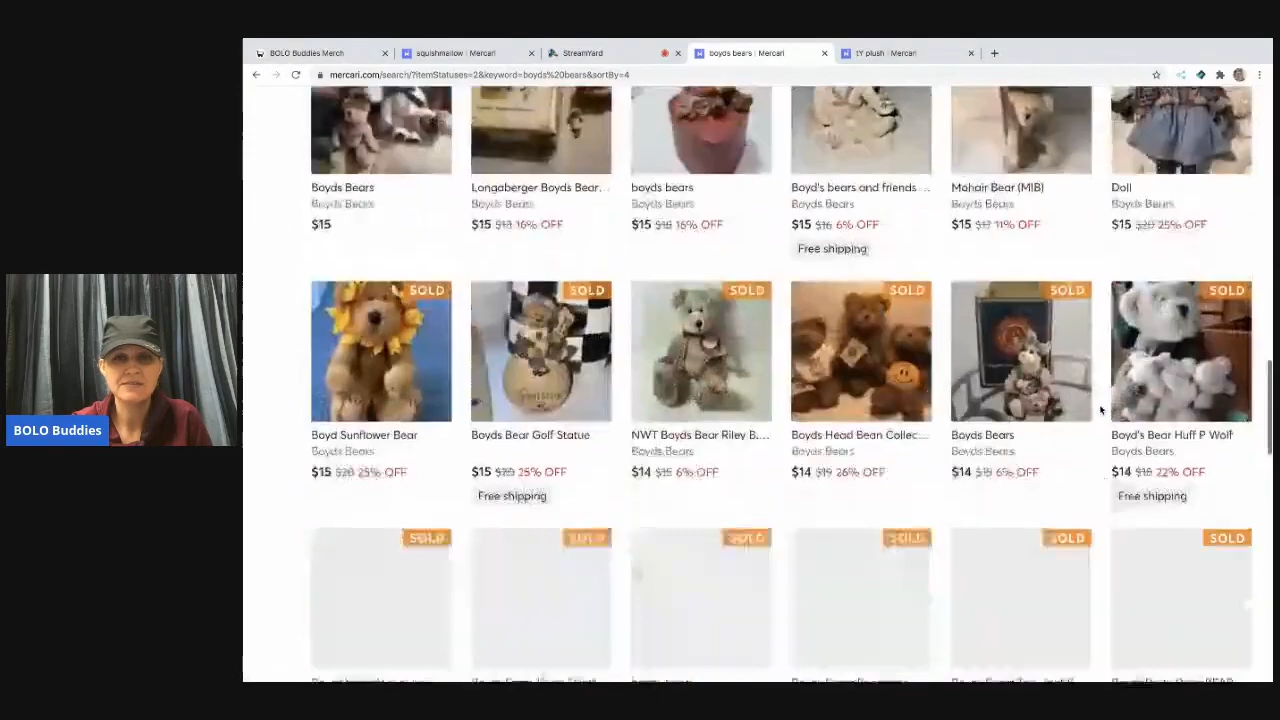 BOLO Buddies Merch
squishmallow | Mercari
StreamYard
boyds bears | Mercari
tY plush | Mercari
mercari.com/search/?itemStatuses=2&keyword=boyds%20bears&sortBy=4
Boyds Bears
Longaberger Boyds Bear...
boyds bears
Boyd's bears and friends ...
Mohair Bear (MIB)
Doll
Boyds Bears
Boyds Bears
Boyds Bears
Boyds Bears
Boyds Bears
Boyds Bears
$15
$15 16% OFF
$15 $18 16% OFF
$15 $16 6% OFF
$15 $17 11% OFF
$15 $20 25% OFF
Free shipping
SOLD
SOLD
SOLD
SOLD
SOLD
SOLD
Boyd Sunflower Bear
Boyds Bear Golf Statue
NWT Boyds Bear Riley B....
Boyds Head Bean Collec...
Boyds Bears
Boyd's Bear Huff P Wolf
Boyds Bears
Boyds Bears
Boyds Bears
Boyds Bears
Boyds Bears
Boyds Bears
$15 $20 25% OFF
$15 $20 25% OFF
$14 $15 6% OFF
$14 $19 26% OFF
$14 $15 6% OFF
$14 $18 22% OFF
Free shipping
Free shipping
SOLD
SOLD
SOLD
SOLD
SOLD
SOLD
BOLO Buddies